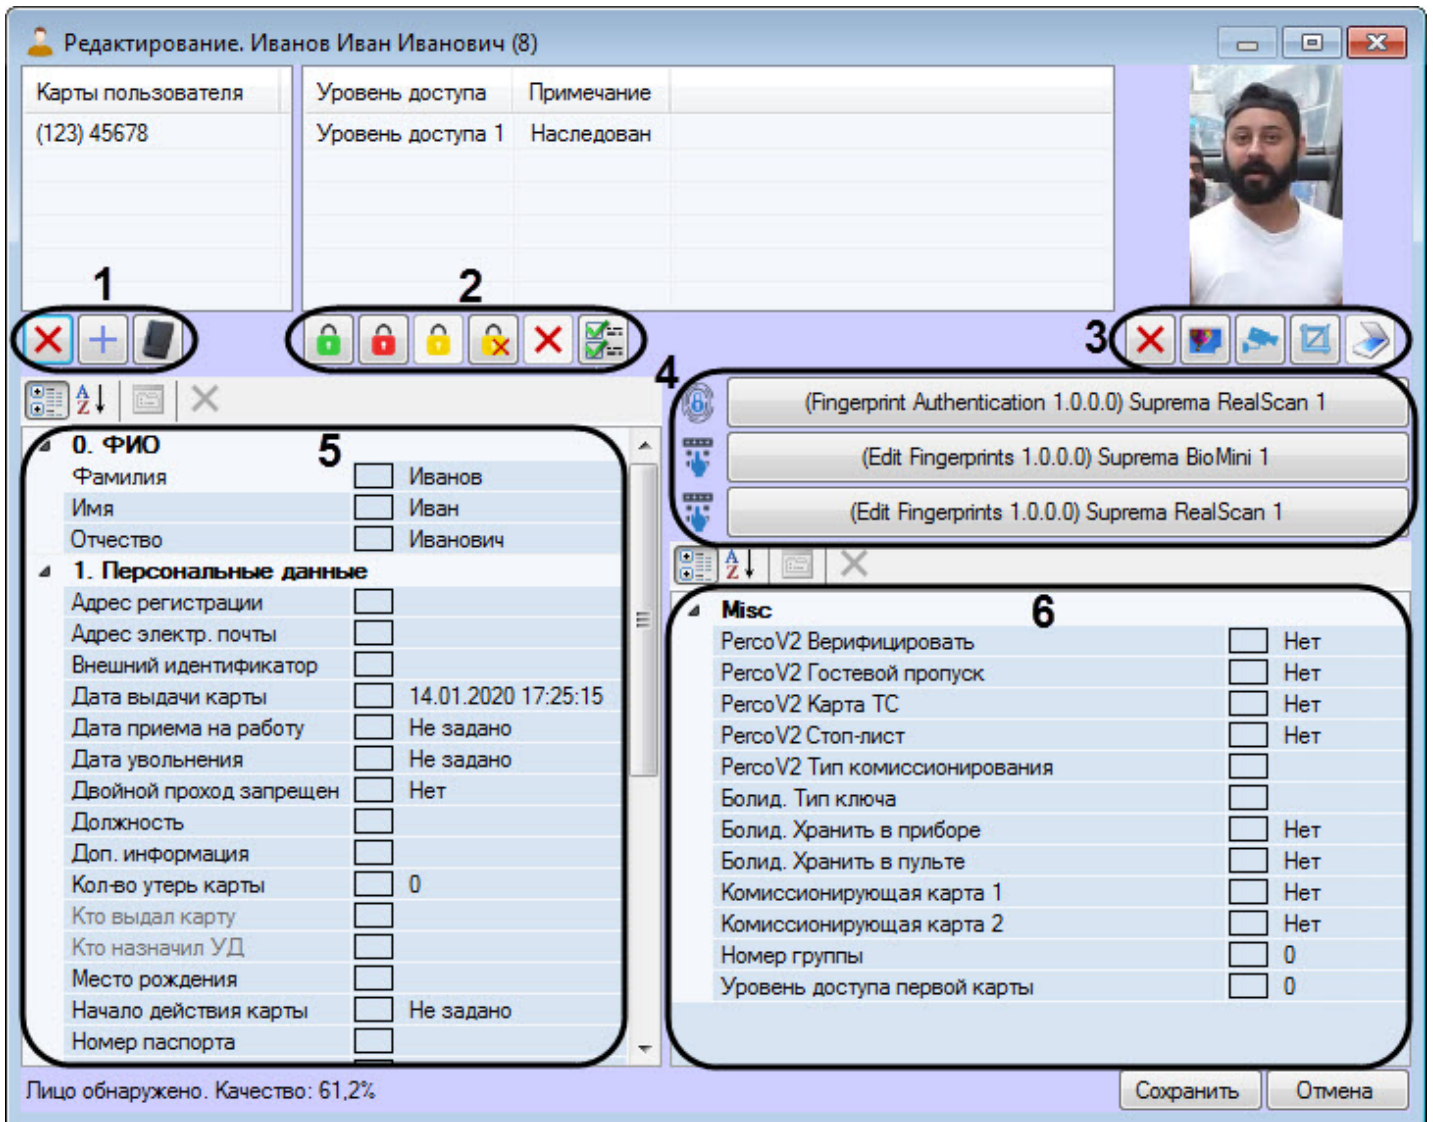 Редактирование. Иванов Иван Иванович (8)
Карты пользователя
(123) 45678
Уровень доступа Примечание
Уровень доступа 1 Наследован
1
2
3
4
(Fingerprint Authentication 1.0.0.0) Suprema RealScan 1
(Edit Fingerprints 1.0.0.0) Suprema BioMini 1
(Edit Fingerprints 1.0.0.0) Suprema RealScan 1
5
0. ФИО
Фамилия Иванов
Имя Иван
Отчество Иванович
1. Персональные данные
Адрес регистрации
Адрес электр. почты
Внешний идентификатор
Дата выдачи карты 14.01.2020 17:25:15
Дата приема на работу Не задано
Дата увольнения Не задано
Двойной проход запрещен Нет
Должность
Доп. информация
Кол-во утерь карты 0
Кто выдал карту
Кто назначил УД
Место рождения
Начало действия карты Не задано
Номер паспорта
6
Misc
PercoV2 Верифицировать Нет
PercoV2 Гостевой пропуск Нет
PercoV2 Карта ТС Нет
PercoV2 Стоп-лист Нет
PercoV2 Тип комиссионирования
Болид. Тип ключа
Болид. Хранить в приборе Нет
Болид. Хранить в пульте Нет
Комиссионирующая карта 1 Нет
Комиссионирующая карта 2 Нет
Номер группы 0
Уровень доступа первой карты 0
Лицо обнаружено. Качество: 61,2%
Сохранить
Отмена